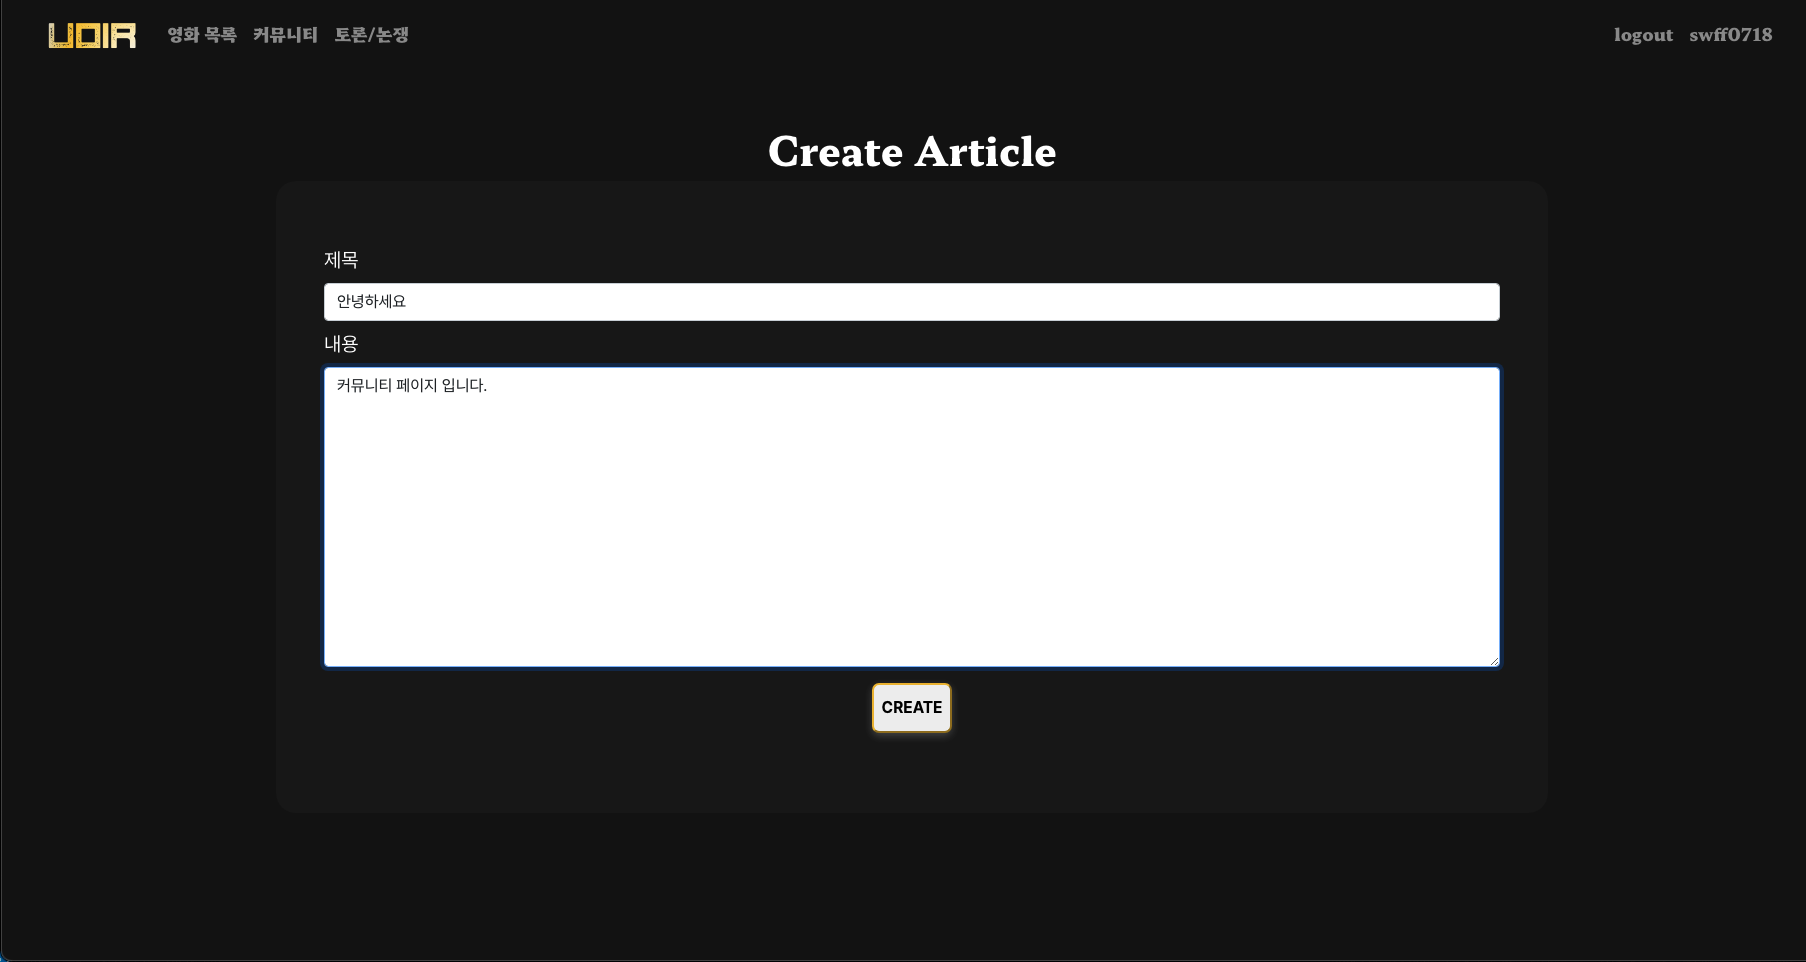 UOIR 영화 목록 커뮤니티 토론/논쟁 logout swff0718
Create Article
제목
안녕하세요
내용
커뮤니티 페이지 입니다.
CREATE